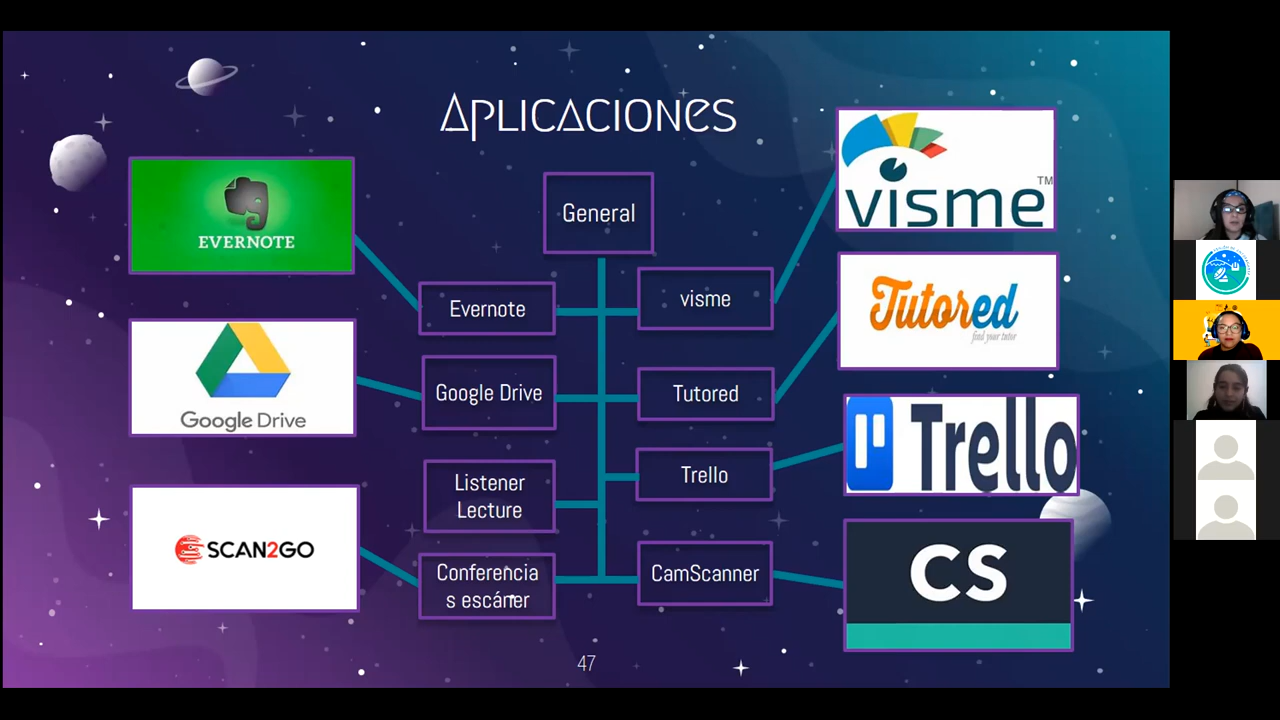 Aplicaciones
General
EVERNOTE
Evernote
visme
visme™
Google Drive
Google Drive
Tutored
Tutored
find your tutor
Listener
Lecture
Trello
Trello
SCAN2GO
Conferencia
s escáner
CamScanner
CS
47